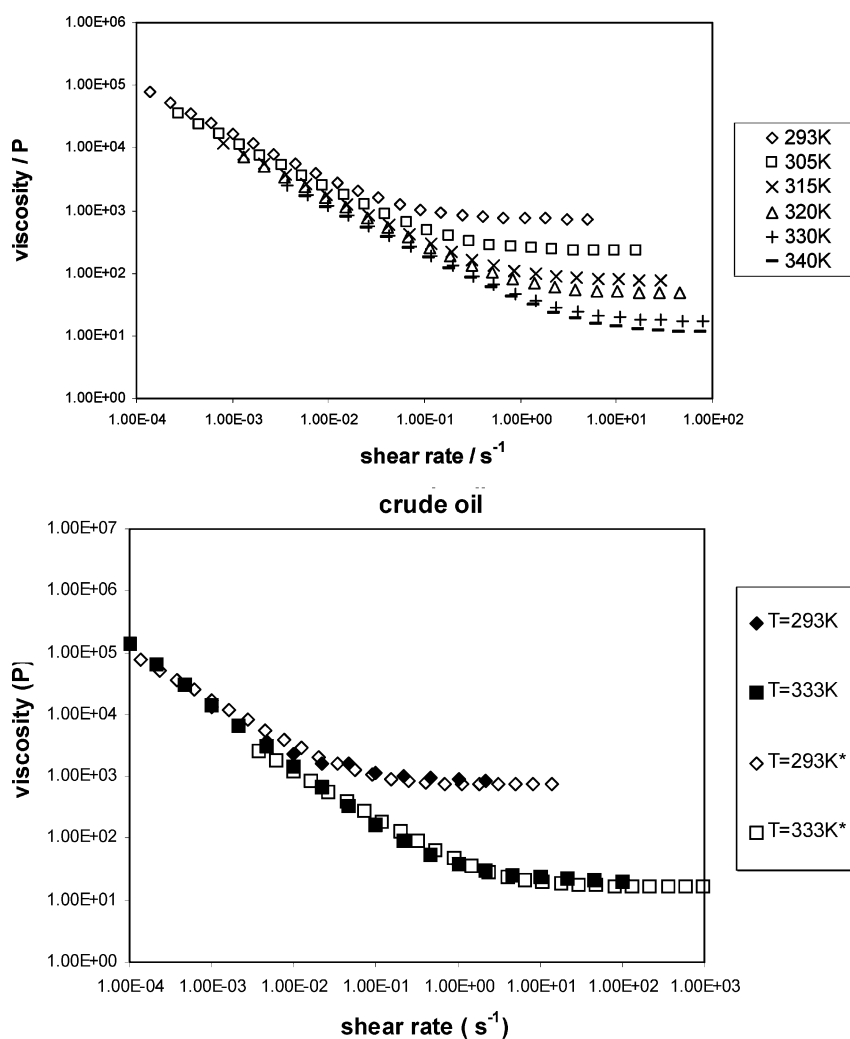 1.00E+06
1.00E+05
1.00E+04
1.00E+03
1.00E+02
1.00E+01
1.00E+00
viscosity / P
1.00E-04 1.00E-03 1.00E-02 1.00E-01 1.00E+00 1.00E+01 1.00E+02
shear rate / s⁻¹
293K
305K
315K
320K
330K
340K
crude oil
1.00E+07
1.00E+06
1.00E+05
1.00E+04
1.00E+03
1.00E+02
1.00E+01
1.00E+00
viscosity (P)
1.00E-04 1.00E-03 1.00E-02 1.00E-01 1.00E+00 1.00E+01 1.00E+02 1.00E+03
shear rate ( s⁻¹)
T=293K
T=333K
T=293K*
T=333K*